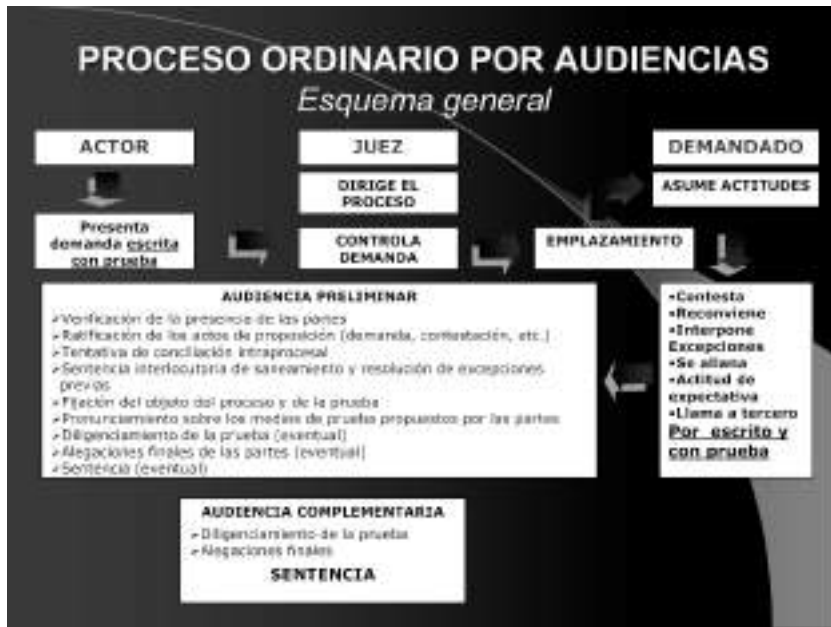 PROCESO ORDINARIO POR AUDIENCIAS
Esquema general
ACTOR
JUEZ
DEMANDADO
DIRIGE EL
PROCESO
ASUME ACTITUDES
Presenta
demanda escrita
con prueba
CONTROLA
DEMANDA
EMPLAZAMIENTO
AUDIENCIA PRELIMINAR
➢Verificación de la presencia de las partes
➢Ratificación de los actos de proposición (demanda, contestación, etc.)
➢Tentativa de conciliación intraprocesal
➢Sentencia interlocutoria de saneamiento y resolución de excepciones
previas
➢Fijación del objeto del proceso y de la prueba
➢Pronunciamiento sobre los medios de prueba propuestos por las partes
➢Diligenciamiento de la prueba (eventual)
➢Alegaciones finales de las partes (eventual)
➢Sentencia (eventual)
•Contesta
•Reconviene
•Interpone
Excepciones
•Se allana
•Actitud de
expectativa
•Llama a tercero
Por escrito y
con prueba
AUDIENCIA COMPLEMENTARIA
➢Diligenciamiento de la prueba
➢Alegaciones finales
SENTENCIA